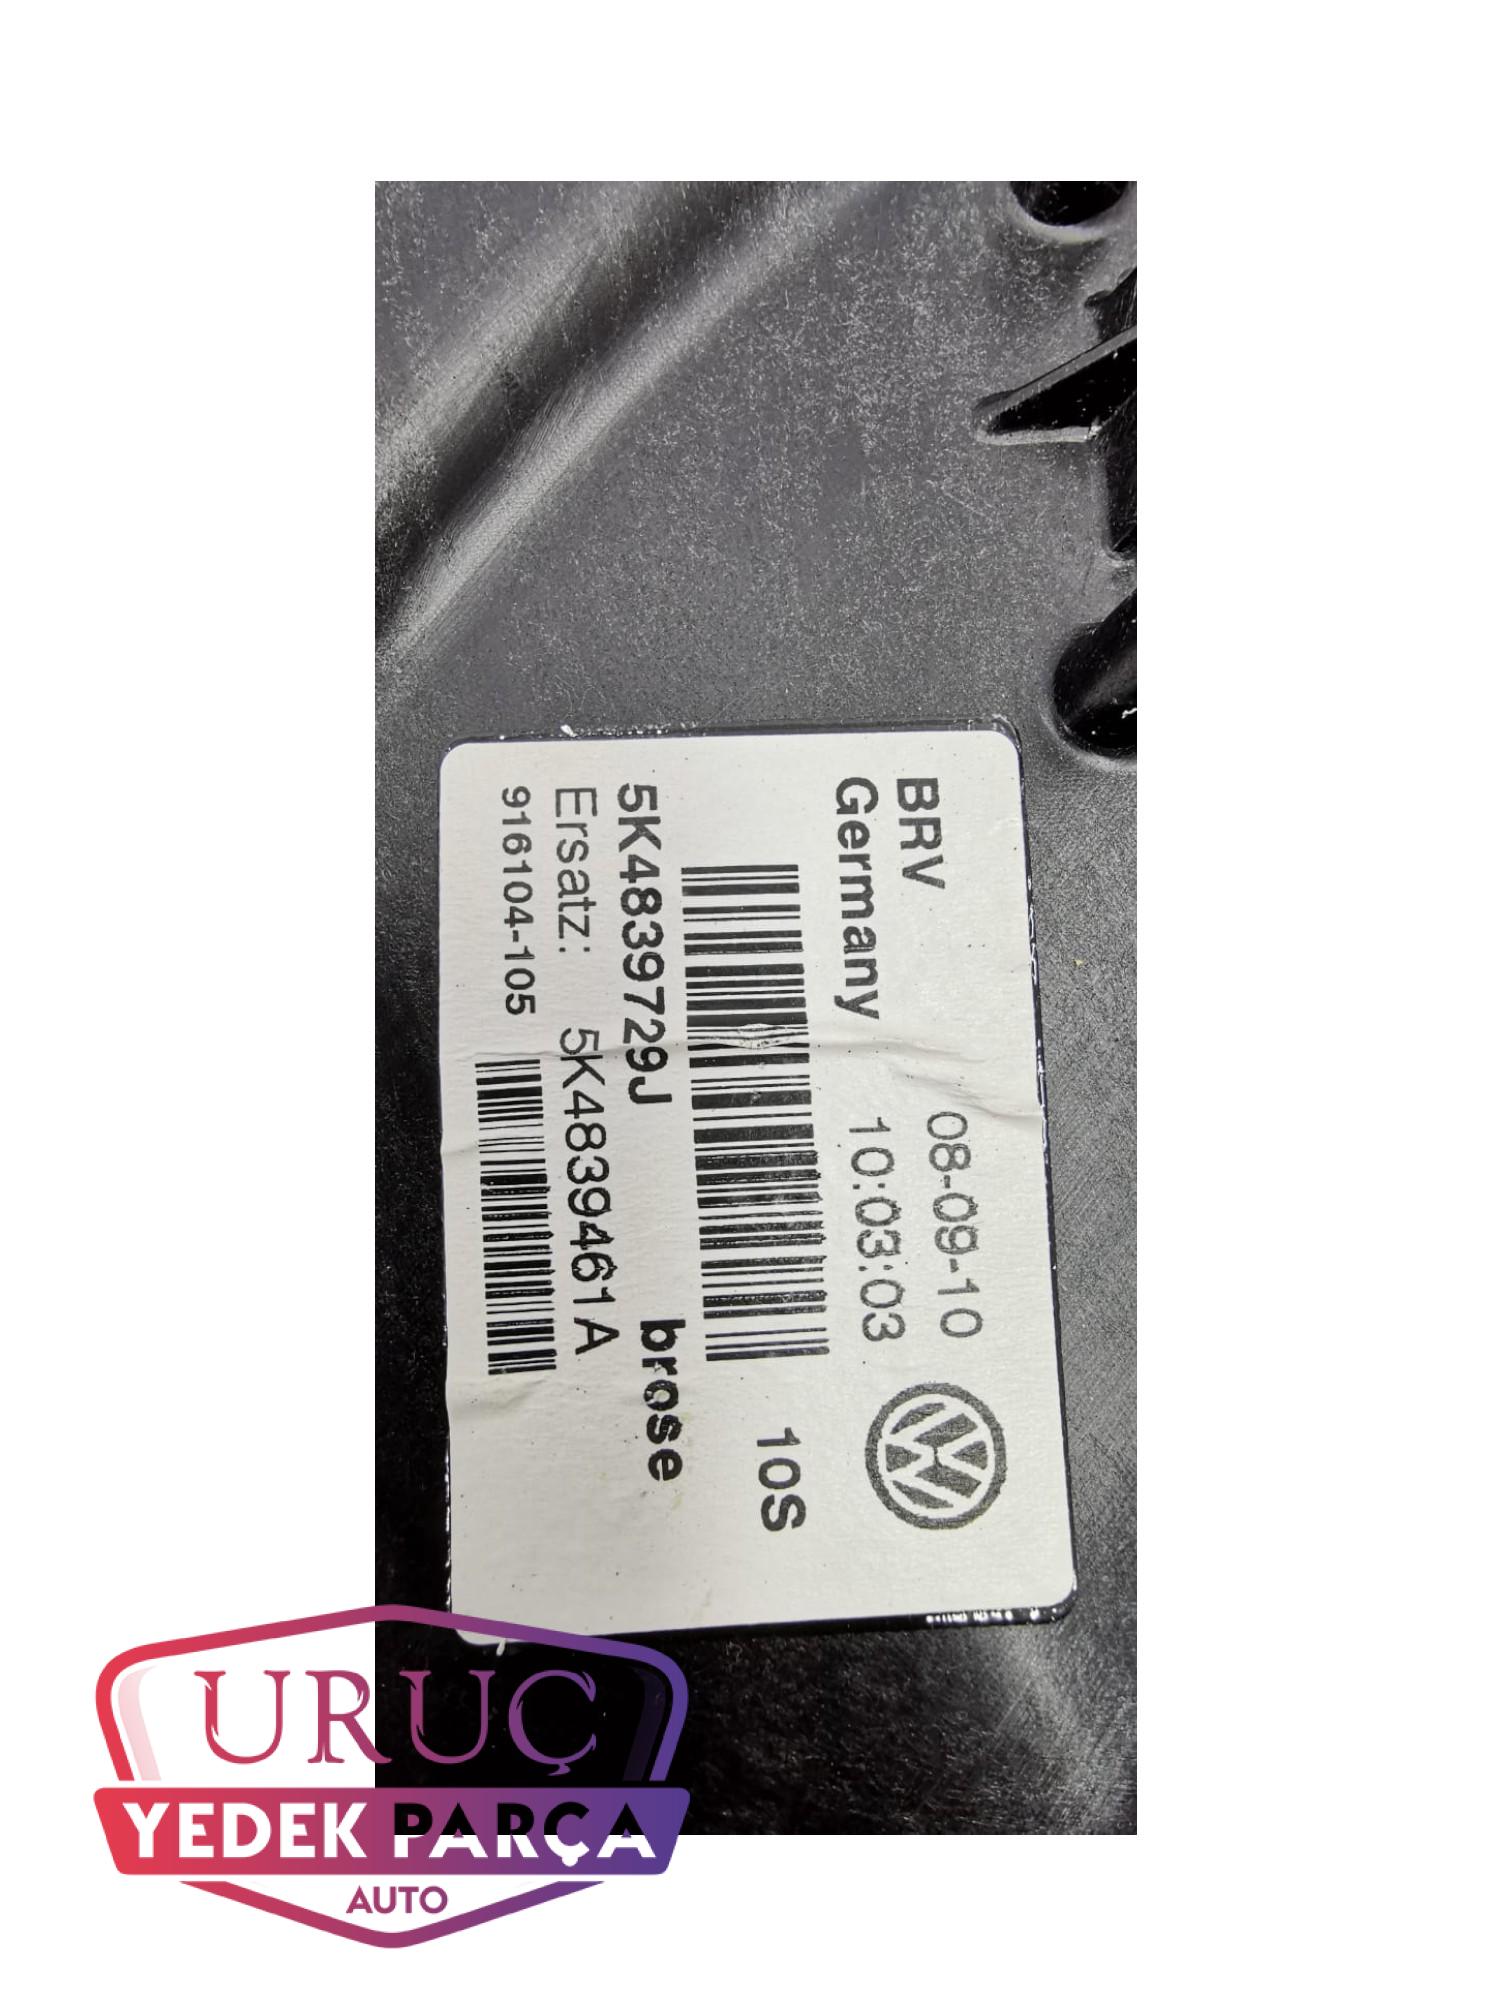 BRV 08-09-10
Germany 10:03:03
10S
5K4839729J brose
Ersatz: 5K4839461A
916104-105
URUÇ
YEDEK PARÇA
AUTO